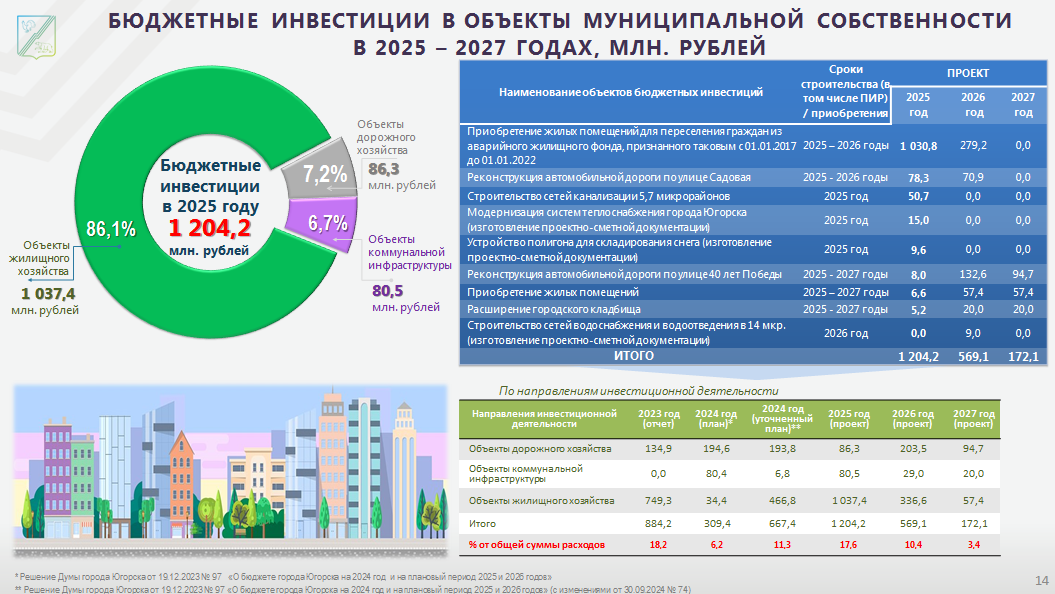 БЮДЖЕТНЫЕ ИНВЕСТИЦИИ В ОБЪЕКТЫ МУНИЦИПАЛЬНОЙ СОБСТВЕННОСТИ
В 2025 – 2027 ГОДАХ, МЛН. РУБЛЕЙ
Бюджетные
инвестиции
в 2025 году
1 204,2
млн. рублей
86,1%
7,2%
6,7%
Объекты
дорожного
хозяйства
86,3
млн. рублей
Объекты
коммунальной
инфраструктуры
80,5
млн. рублей
Объекты
жилищного
хозяйства
1 037,4
млн. рублей
Наименование объектов бюджетных инвестиций
Сроки
строительства (в
том числе ПИР)
/ приобретения
ПРОЕКТ
2025 год 2026 год 2027 год
Приобретение жилых помещений для переселения граждан из
аварийного жилищного фонда, признанного таковым с 01.01.2017
до 01.01.2022
2025 – 2026 годы 1 030,8 279,2 0,0
Реконструкция автомобильной дороги по улице Садовая 2025 - 2026 годы 78,3 70,9 0,0
Строительство сетей канализации 5,7 микрорайонов 2025 год 50,7 0,0 0,0
Модернизация систем теплоснабжения города Югорска
(изготовление проектно-сметной документации)
2025 год 15,0 0,0 0,0
Устройство полигона для складирования снега (изготовление
проектно-сметной документации)
2025 год 9,6 0,0 0,0
Реконструкция автомобильной дороги по улице 40 лет Победы 2025 - 2027 годы 8,0 132,6 94,7
Приобретение жилых помещений 2025 – 2027 годы 6,6 57,4 57,4
Расширение городского кладбища 2025 - 2027 годы 5,2 20,0 20,0
Строительство сетей водоснабжения и водоотведения в 14 мкр.
(изготовление проектно-сметной документации)
2026 год 0,0 9,0 0,0
ИТОГО 1 204,2 569,1 172,1
По направлениям инвестиционной деятельности
Направления инвестиционной
деятельности
2023 год
(отчет)
2024 год
(план)*
2024 год
(уточненный
план)**
2025 год
(проект)
2026 год
(проект)
2027 год
(проект)
Объекты дорожного хозяйства 134,9 194,6 193,8 86,3 203,5 94,7
Объекты коммунальной
инфраструктуры
0,0 80,4 6,8 80,5 29,0 20,0
Объекты жилищного хозяйства 749,3 34,4 466,8 1 037,4 336,6 57,4
Итого 884,2 309,4 667,4 1 204,2 569,1 172,1
% от общей суммы расходов 18,2 6,2 11,3 17,6 10,4 3,4
* Решение Думы города Югорска от 19.12.2023 № 97 «О бюджете города Югорска на 2024 год и на плановый период 2025 и 2026 годов»
** Решение Думы города Югорска от 19.12.2023 № 97 «О бюджете города Югорска на 2024 год и на плановый период 2025 и 2026 годов» (с изменениями от 30.09.2024 № 74)
14